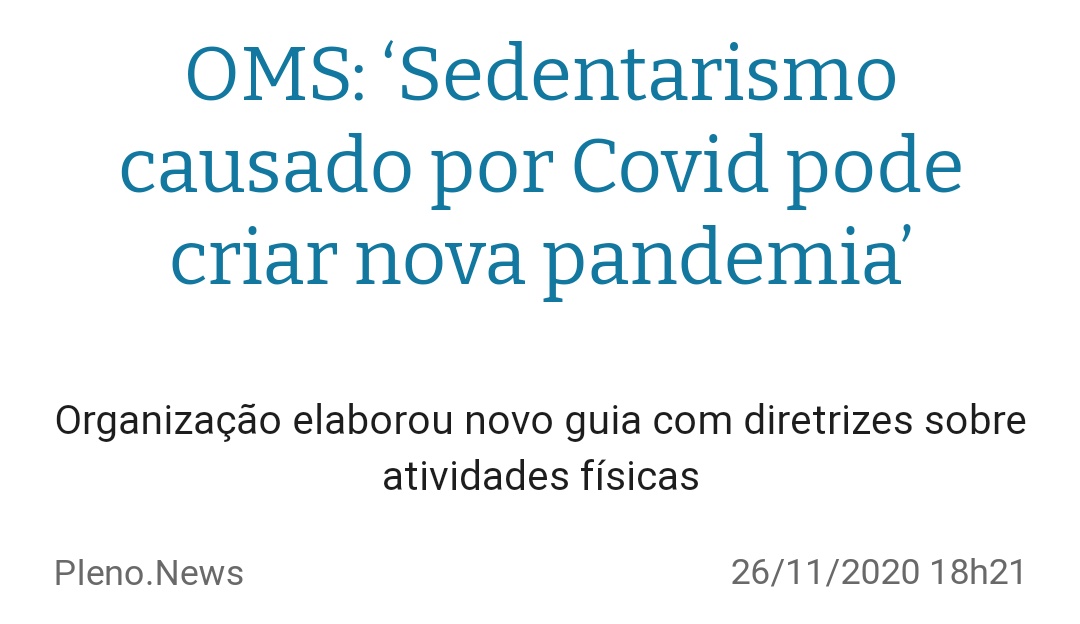 OMS: ‘Sedentarismo
causado por Covid pode
criar nova pandemia’
Organização elaborou novo guia com diretrizes sobre
atividades físicas
Pleno.News
26/11/2020 18h21